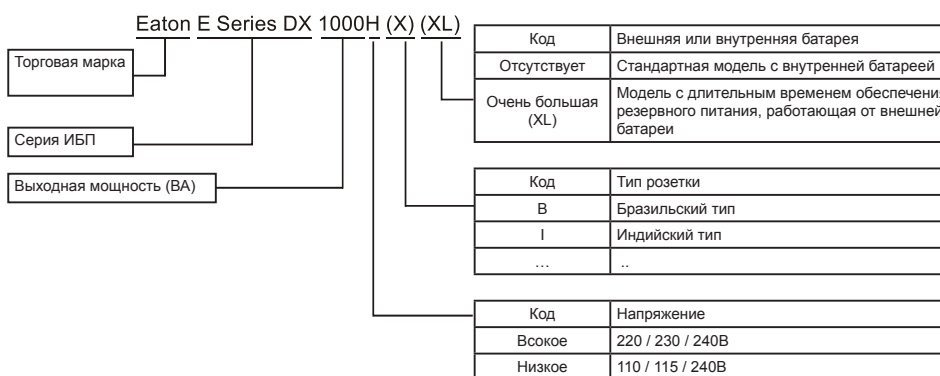 Eaton E Series DX 1000H (X) (XL)
Торговая марка
Серия ИБП
Выходная мощность (ВА)
Код Внешняя или внутренняя батарея
Отсутствует Стандартная модель с внутренней батареей
Очень большая (XL) Модель с длительным временем обеспечения
резервного питания, работающая от внешней
батареи
Код Тип розетки
B Бразильский тип
I Индийский тип
... ..
Код Напряжение
Всокое 220 / 230 / 240В
Низкое 110 / 115 / 240В